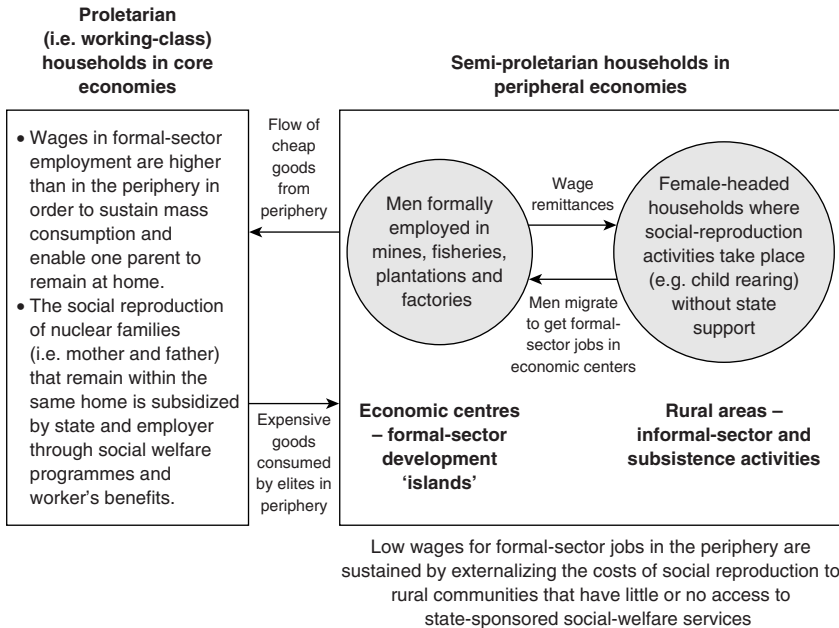 Proletarian
(i.e. working-class)
households in core
economies
Semi-proletarian households in
peripheral economies
• Wages in formal-sector
employment are higher
than in the periphery in
order to sustain mass
consumption and
enable one parent to
remain at home.
• The social reproduction
of nuclear families
(i.e. mother and father)
that remain within the
same home is subsidized
by state and employer
through social welfare
programmes and
worker's benefits.
Flow of
cheap
goods
from
periphery
Expensive
goods
consumed
by elites in
periphery
Men formally
employed in
mines, fisheries,
plantations and
factories
Wage
remittances
Men migrate
to get formal-
sector jobs in
economic centers
Female-headed
households where
social-reproduction
activities take place
(e.g. child rearing)
without state
support
Economic centres
– formal-sector
development
‘islands’
Rural areas –
informal-sector and
subsistence activities
Low wages for formal-sector jobs in the periphery are
sustained by externalizing the costs of social reproduction to
rural communities that have little or no access to
state-sponsored social-welfare services